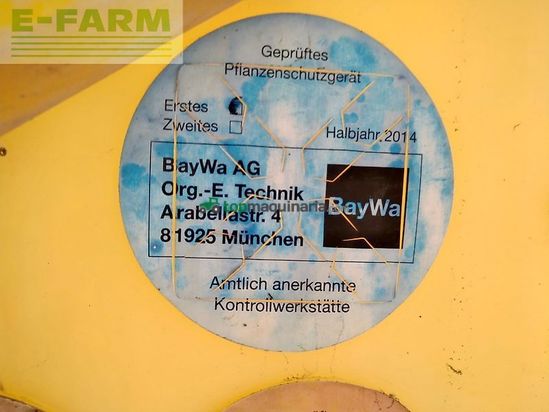 E-FARM
Geprüftes
Pflanzenschutzgerät
Erstes
Zweites
Halbjahr 2014
BayWa AG
Org.-E. Technik
Arabellastr. 4
81925 München
BayWa
topmaquinaria
Amtlich anerkannte
Kontrollwerkstätte